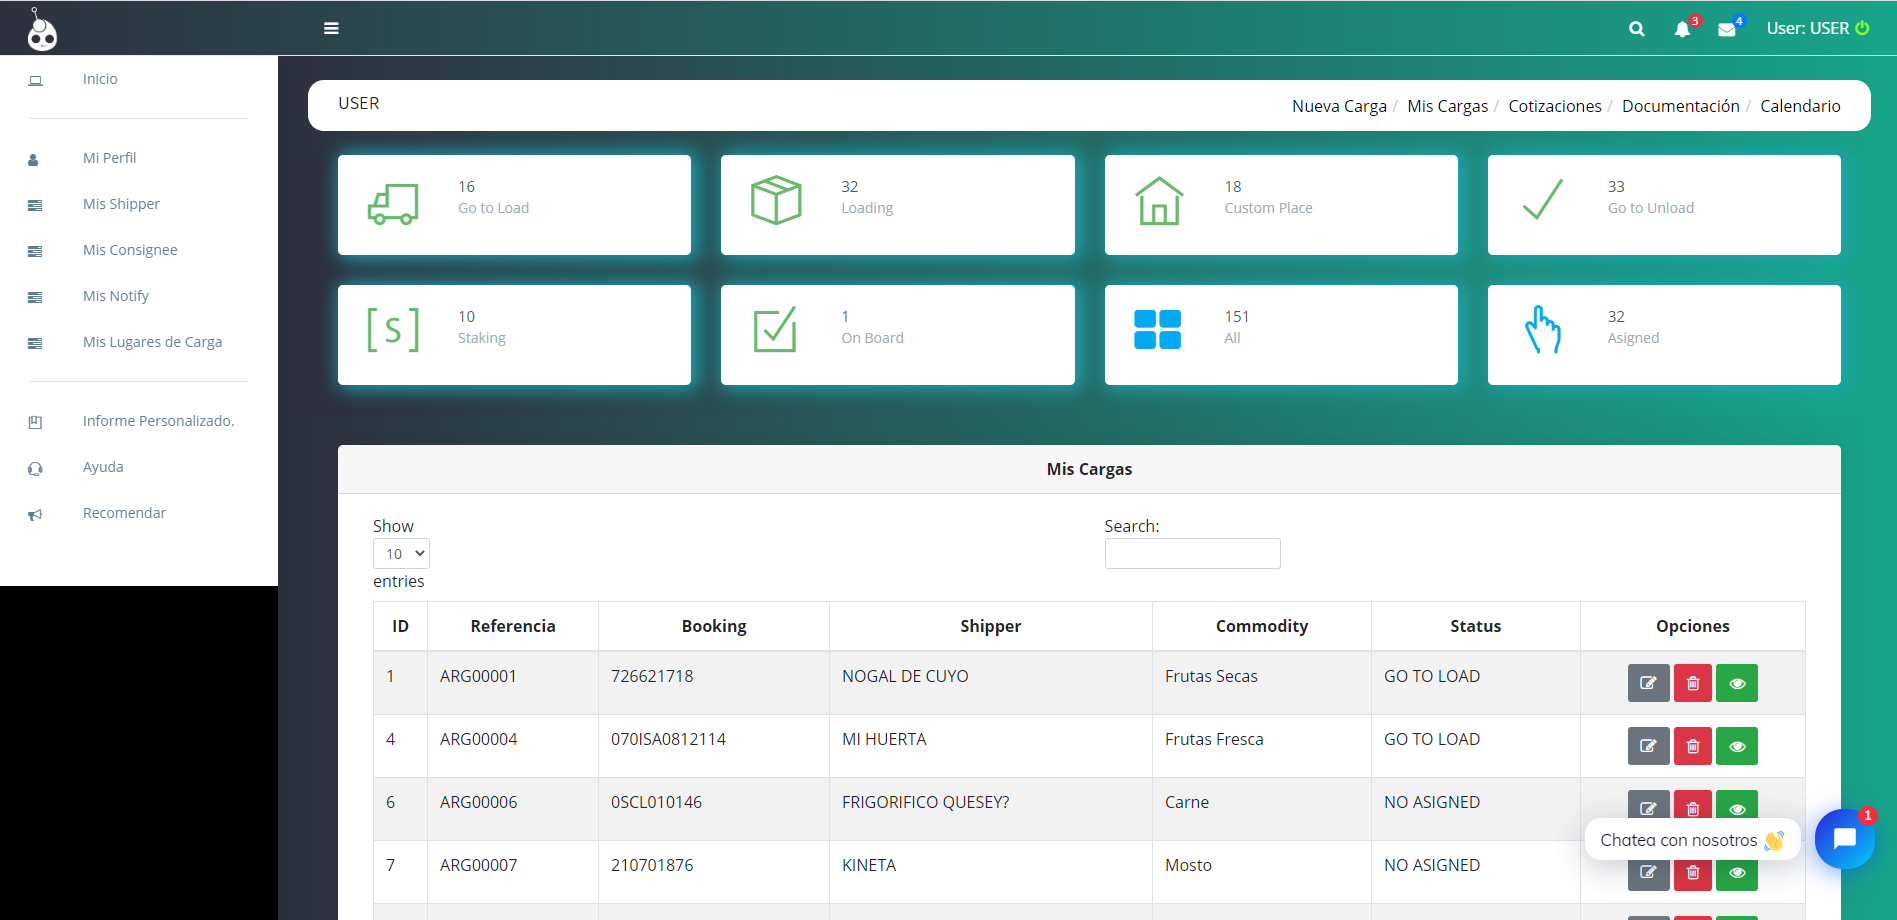 3
4
User: USER
Inicio
Mi Perfil
Mis Shipper
Mis Consignee
Mis Notify
Mis Lugares de Carga
Informe Personalizado.
Ayuda
Recomendar
USER
Nueva Carga / Mis Cargas / Cotizaciones / Documentación / Calendario
16
Go to Load
32
Loading
18
Custom Place
33
Go to Unload
[s]
10
Staking
1
On Board
151
All
32
Asigned
Mis Cargas
Show
10
entries
Search:
ID Referencia Booking Shipper Commodity Status Opciones
1 ARG00001 726621718 NOGAL DE CUYO Frutas Secas GO TO LOAD
4 ARG00004 070ISA0812114 MI HUERTA Frutas Fresca GO TO LOAD
6 ARG00006 0SCL010146 FRIGORIFICO QUESEY? Carne NO ASIGNED
7 ARG00007 210701876 KINETA Mosto NO ASIGNED
Chatea con nosotros 👋
1